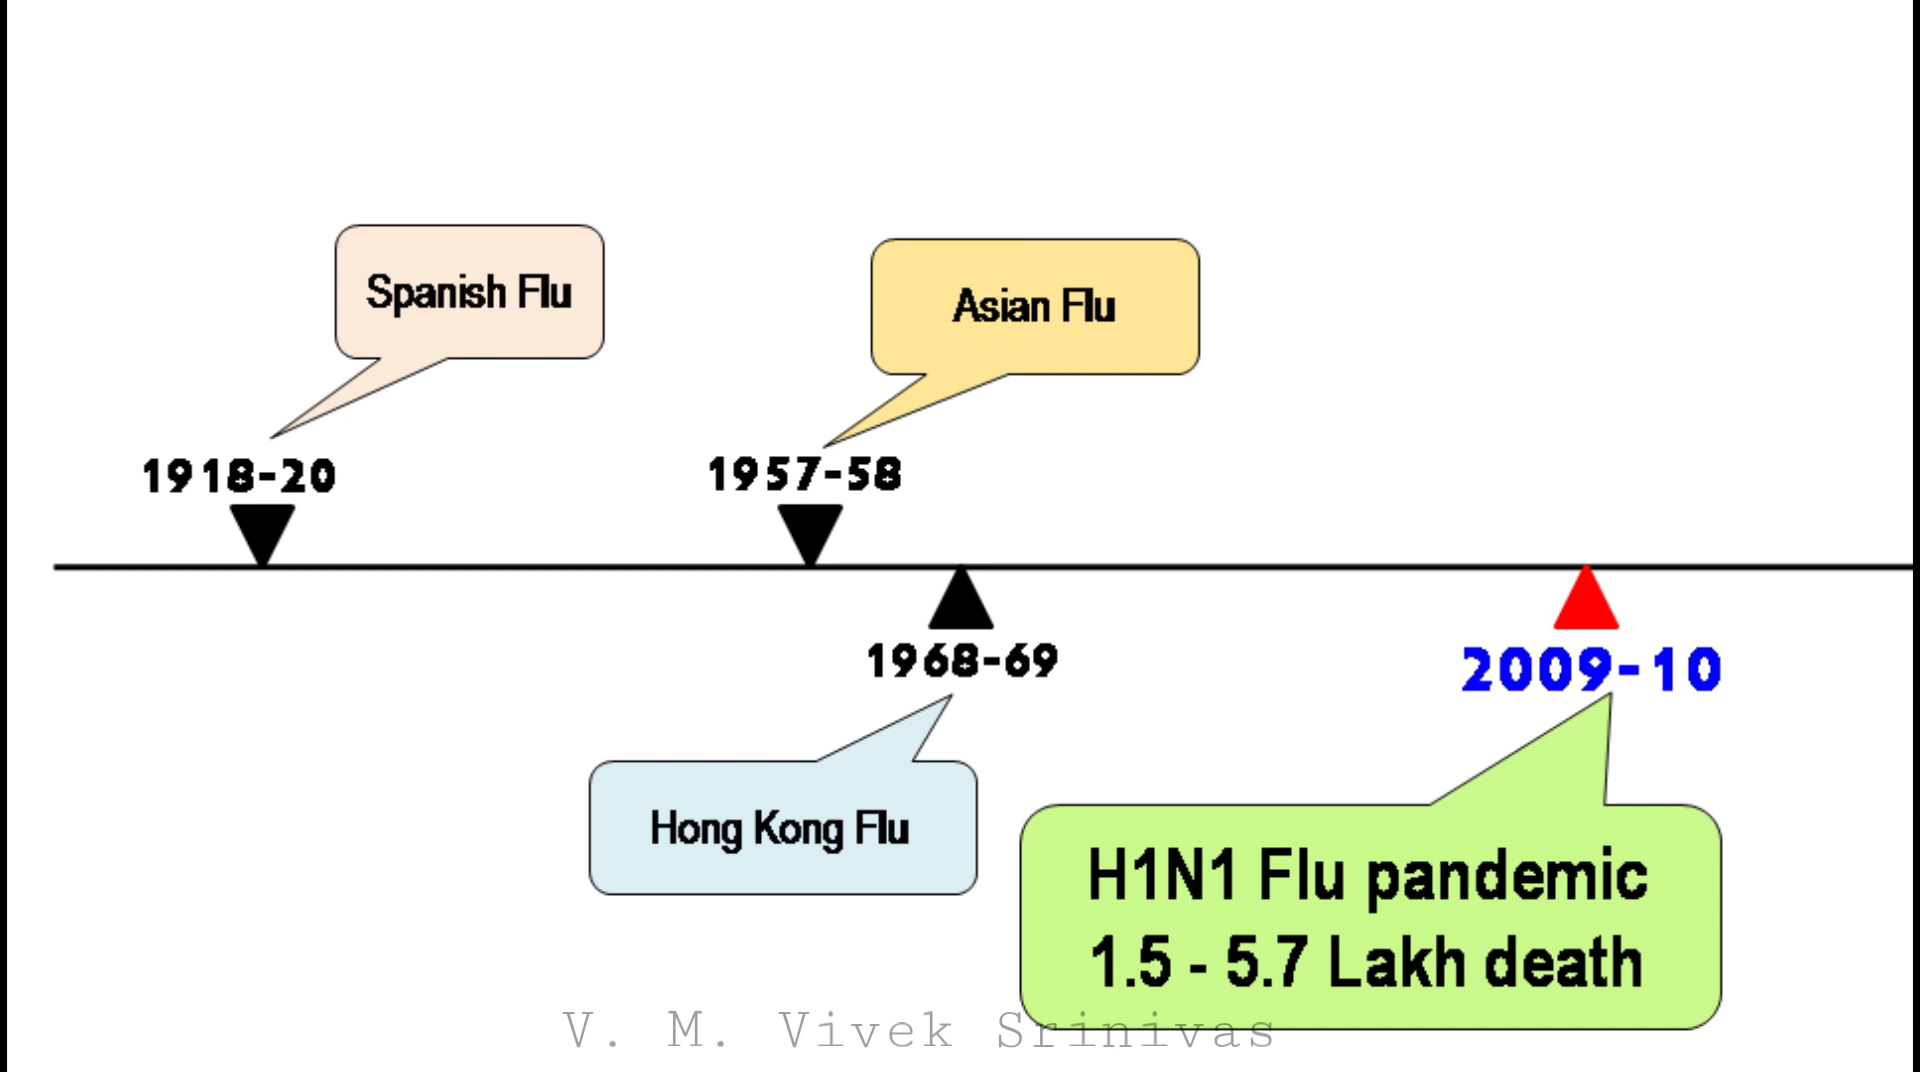 Spanish Flu
Asian Flu
1918-20
1957-58
1968-69
2009-10
Hong Kong Flu
H1N1 Flu pandemic
1.5 - 5.7 Lakh death
V. M. Vivek Srinivas